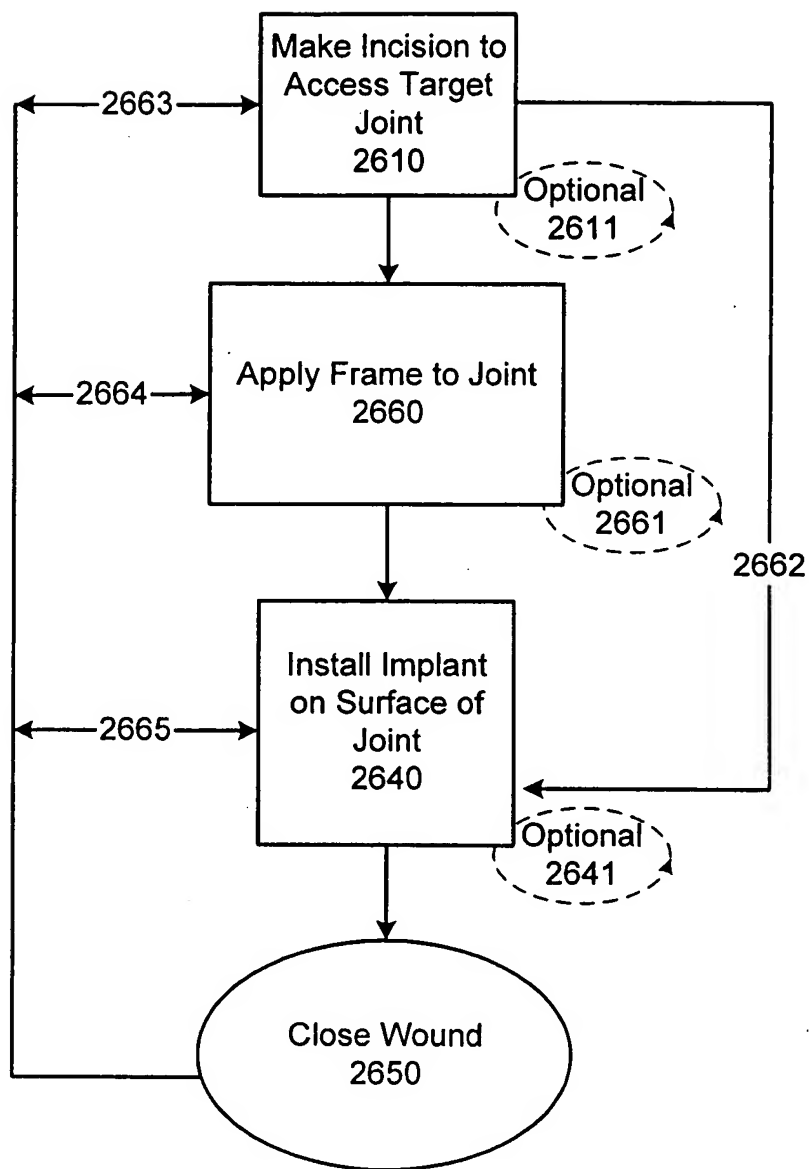 Make Incision to
Access Target
Joint
2610
2663
Optional
2611
Apply Frame to Joint
2660
2664
Optional
2661
2662
Install Implant
on Surface of
Joint
2640
2665
Optional
2641
Close Wound
2650